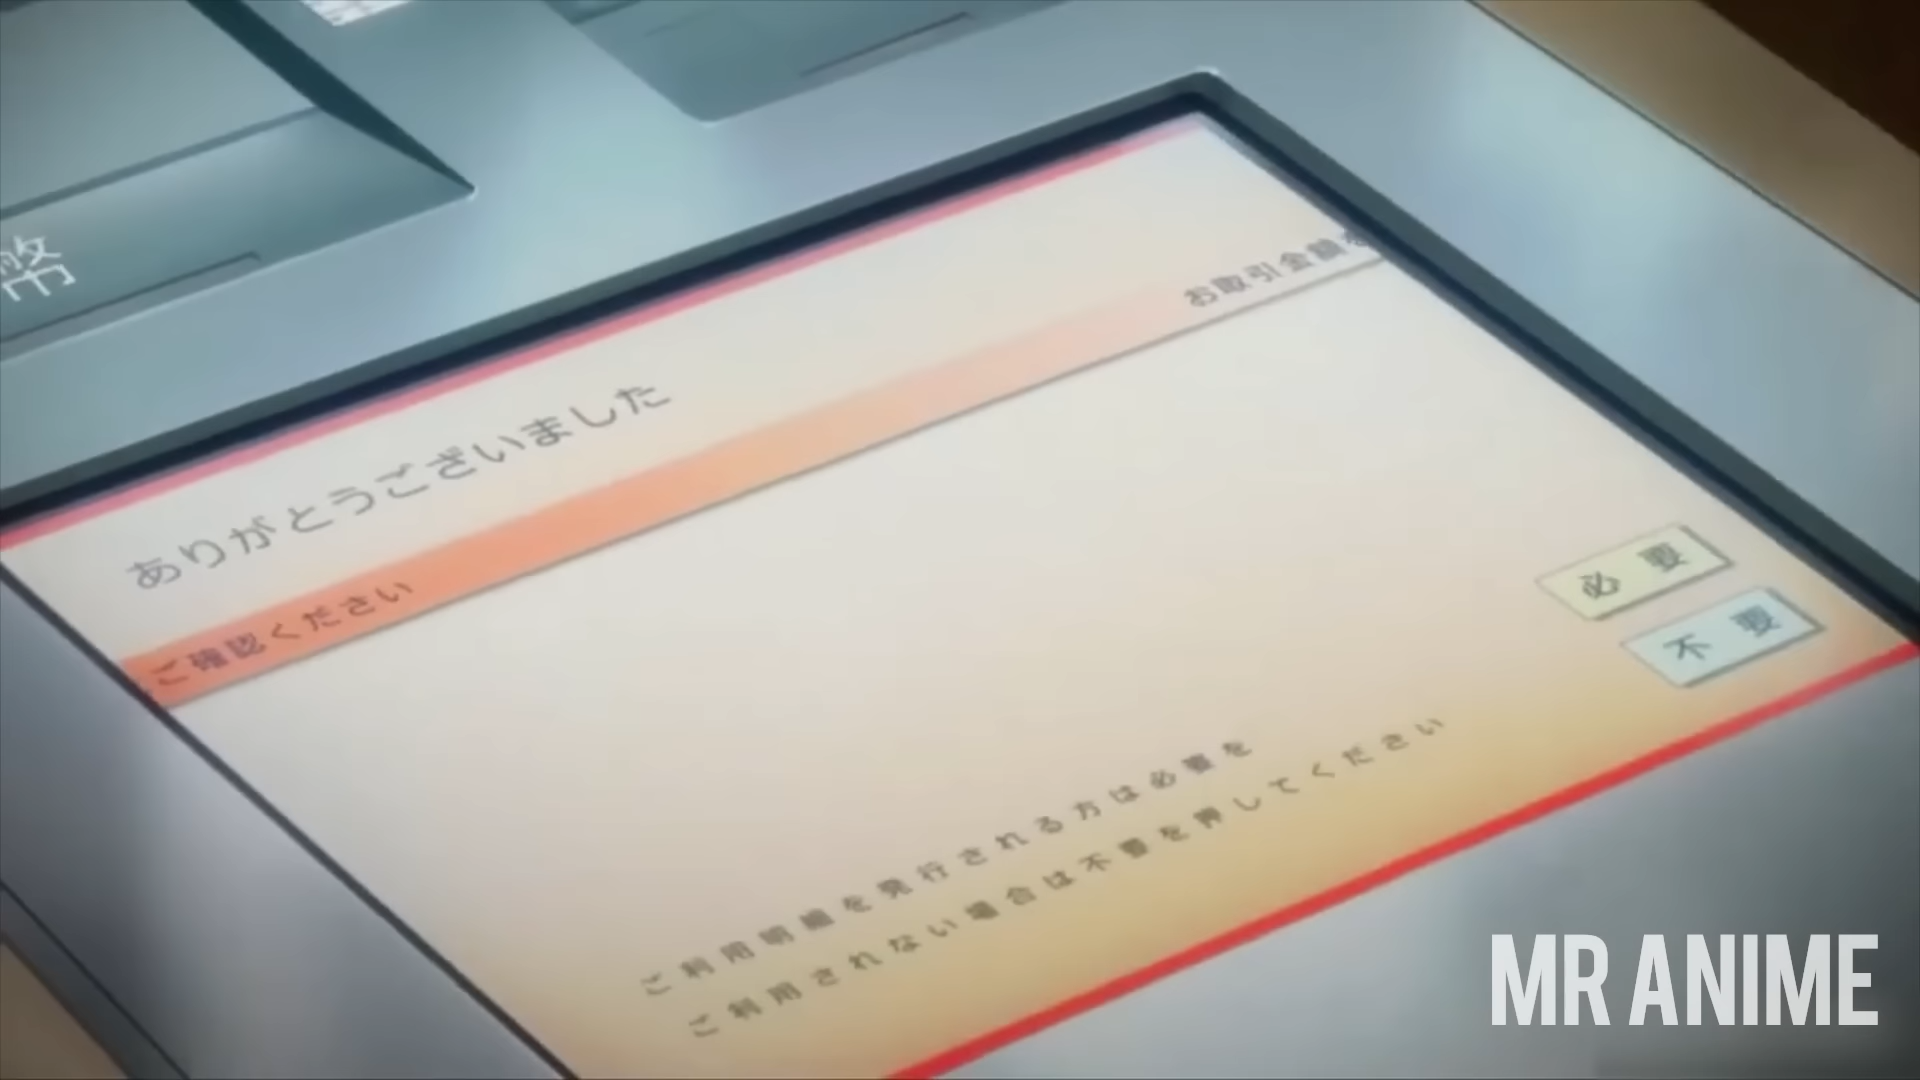 幣
ありがとうございました
お取引金額を
ご確認ください
必要
不要
ご利用明細を発行される方は必要を
ご利用されない場合は不要を押してください
MR ANIME